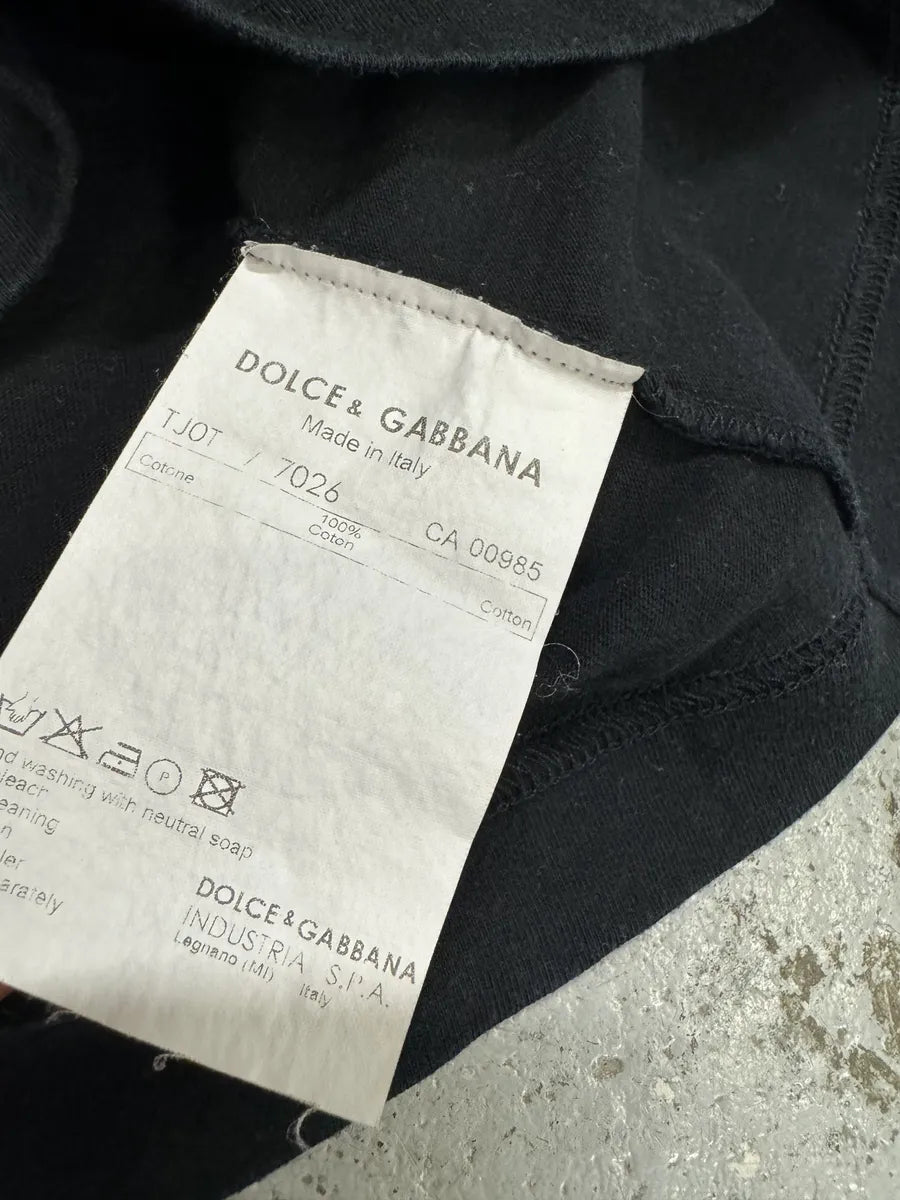 DOLCE & GABBANA
Made in Italy
TJOT / 7026 CA 00985
Cotone 100% Coton Cotton
P
washing with neutral soap
DOLCE & GABBANA
INDUSTRIA S.P.A.
Legnano (MI) Italy